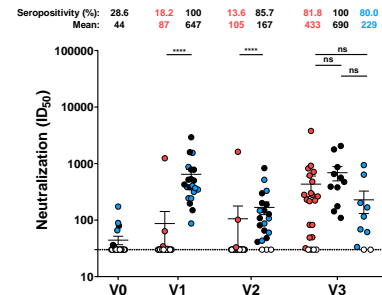 Seropositivity (%): 28.6 18.2 100 13.6 85.7 81.8 100 80.0
Mean: 44 87 647 105 167 433 690 229
**** **** ns
ns
ns
100000
10000
1000
100
10
Neutralization (ID50)
V0 V1 V2 V3